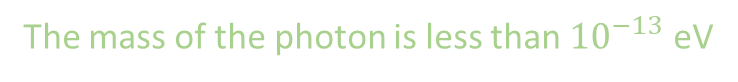 The mass of the photon is less than 10⁻¹³ eV